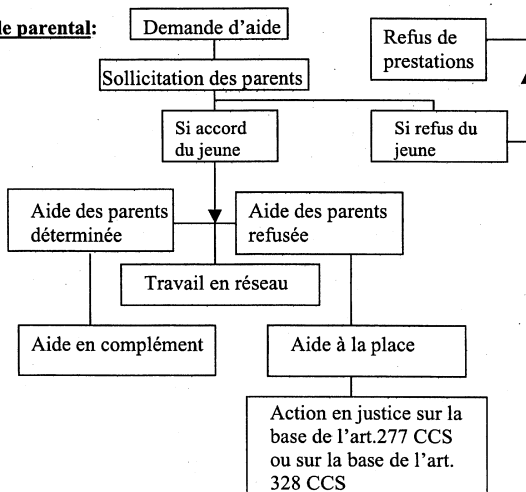 le parental:
Demande d'aide
Refus de
prestations
Sollicitation des parents
Si accord
du jeune
Si refus du
jeune
Aide des parents
déterminée
Aide des parents
refusée
Travail en réseau
Aide en complément
Aide à la place
Action en justice sur la
base de l'art.277 CCS
ou sur la base de l'art.
328 CCS